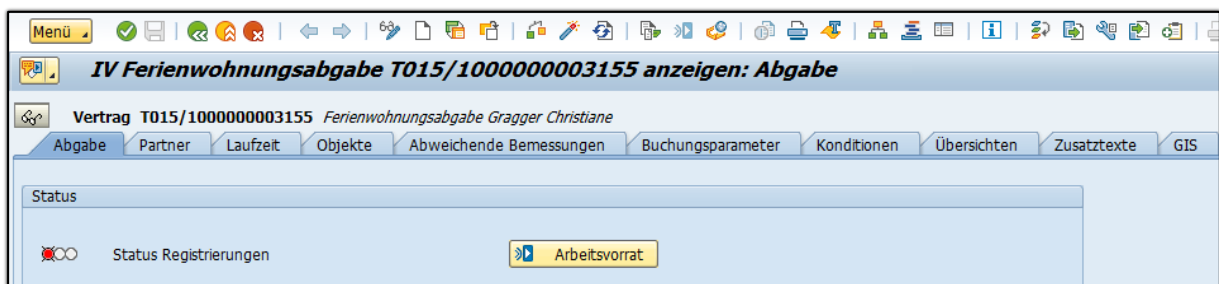 Menü
IV Ferienwohnungsabgabe T015/1000000003155 anzeigen: Abgabe
Vertrag T015/1000000003155 Ferienwohnungsabgabe Gragger Christiane
Abgabe Partner Laufzeit Objekte Abweichende Bemessungen Buchungsparameter Konditionen Übersichten Zusatztexte GIS
Status
Status Registrierungen Arbeitsvorrat